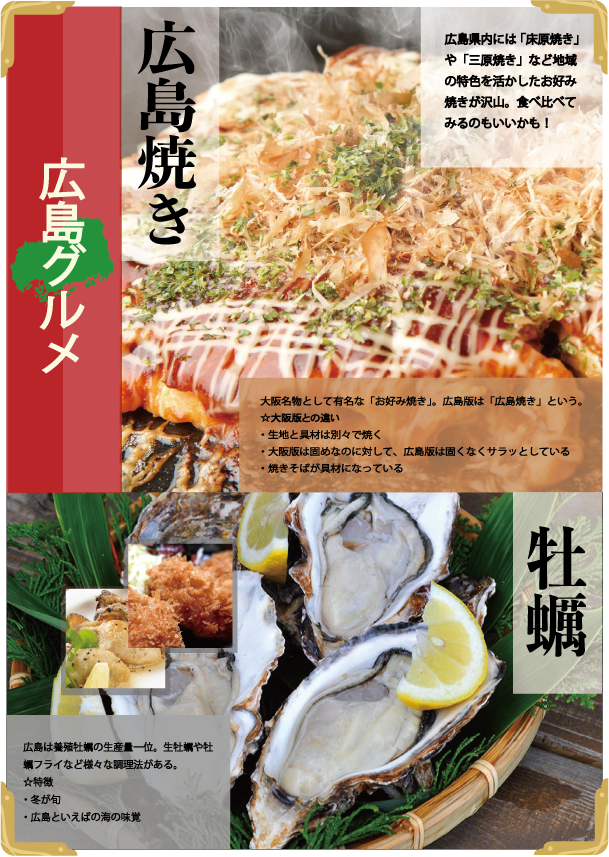 広島グルメ
広島焼き
広島県内には「庄原焼き」
や「三原焼き」など地域
の特色を活かしたお好み
焼きが沢山。食べ比べて
みるのもいいかも！
大阪名物として有名な「お好み焼き」。広島版は「広島焼き」という。
☆大阪版との違い
・生地と具材は別々で焼く
・大阪版は固めなのに対して、広島版は固くなくサラッとしている
・焼きそばが具材になっている
牡蠣
広島は養殖牡蠣の生産量一位。生牡蠣や牡
蠣フライなど様々な調理法がある。
☆特徴
・冬が旬
・広島といえばの海の味覚